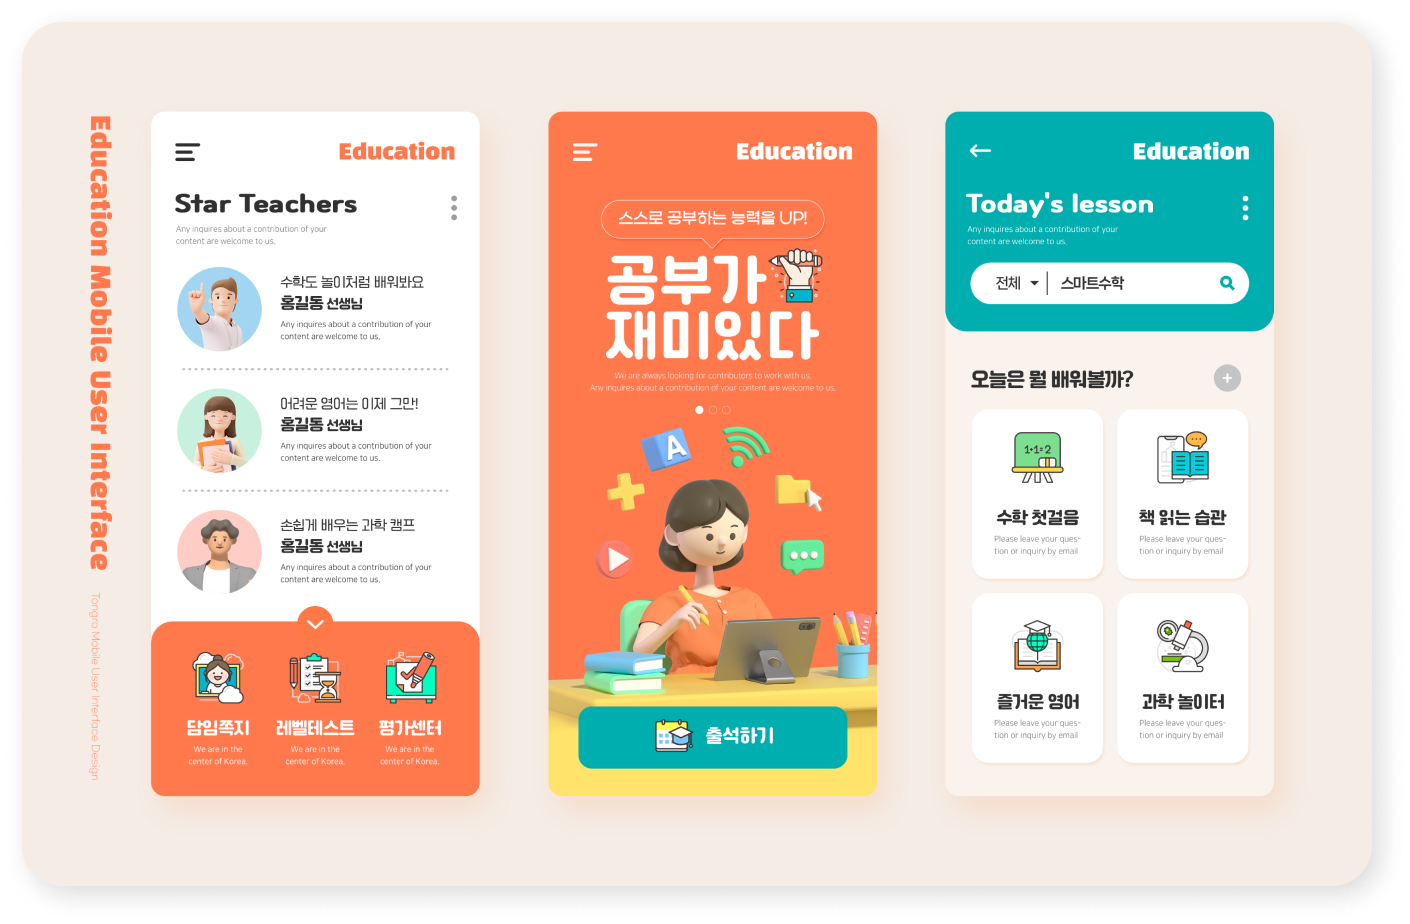 Education Mobile User Interface
Tongro Mobile User Interface Design
Education
Star Teachers
Any inquires about a contribution of your
content are welcome to us.
수학도 놀이처럼 배워봐요
홍길동 선생님
Any inquires about a contribution of your
content are welcome to us.
어려운 영어는 이제 그만!
홍길동 선생님
Any inquires about a contribution of your
content are welcome to us.
손쉽게 배우는 과학 캠프
홍길동 선생님
Any inquires about a contribution of your
content are welcome to us.
담임쪽지
We are in the
center of Korea.
레벨테스트
We are in the
center of Korea.
평가센터
We are in the
center of Korea.
Education
스스로 공부하는 능력을 UP!
공부가
재미있다
We are always looking for contributors to work with us.
Any inquires about a contribution of your content are welcome to us.
A
출석하기
Education
Today's lesson
Any inquires about a contribution of your
content are welcome to us.
전체 스마트수학
오늘은 뭘 배워볼까?
1+1=2
수학 첫걸음
Please leave your ques-
tion or inquiry by email
책 읽는 습관
Please leave your ques-
tion or inquiry by email
즐거운 영어
Please leave your ques-
tion or inquiry by email
과학 놀이터
Please leave your ques-
tion or inquiry by email